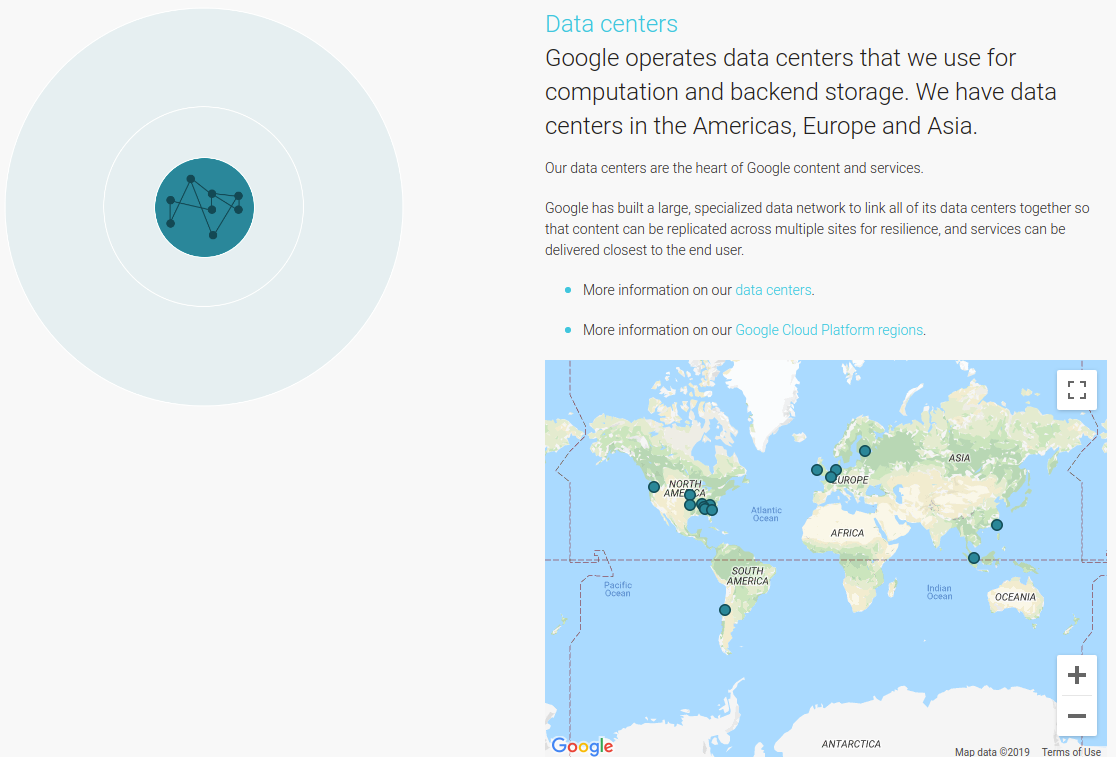 Data centers
Google operates data centers that we use for
computation and backend storage. We have data
centers in the Americas, Europe and Asia.
Our data centers are the heart of Google content and services.
Google has built a large, specialized data network to link all of its data centers together so
that content can be replicated across multiple sites for resilience, and services can be
delivered closest to the end user.
More information on our data centers.
More information on our Google Cloud Platform regions.
ASIA
NORTH
AMERICA
EUROPE
Atlantic
Ocean
AFRICA
SOUTH
AMERICA
Pacific
Ocean
Indian
Ocean
OCEANIA
ANTARCTICA
Google
Map data ©2019 Terms of Use